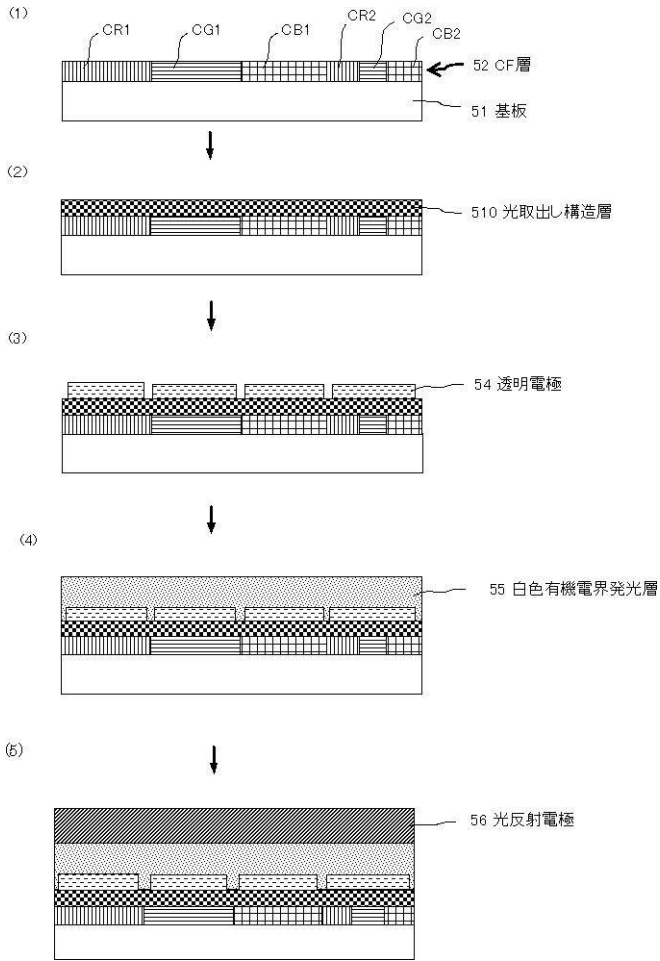 (1)
CR1 CG1 CB1 CR2 CG2 CB2
52 CF層
51 基板
(2)
510 光取出し構造層
(3)
54 透明電極
(4)
55 白色有機電界発光層
(5)
56 光反射電極